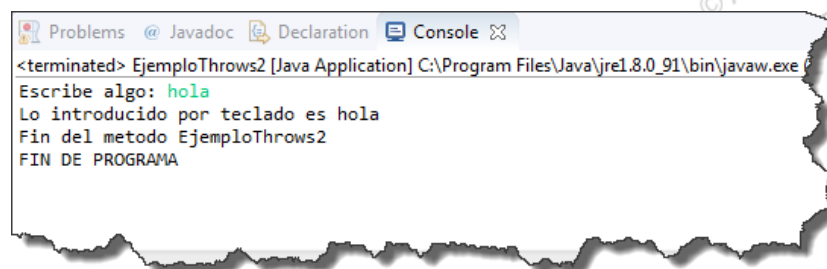 Problems @ Javadoc Declaration Console
<terminated> EjemploThrows2 [Java Application] C:\Program Files\Java\jre1.8.0_91\bin\javaw.exe
Escribe algo: hola
Lo introducido por teclado es hola
Fin del metodo EjemploThrows2
FIN DE PROGRAMA